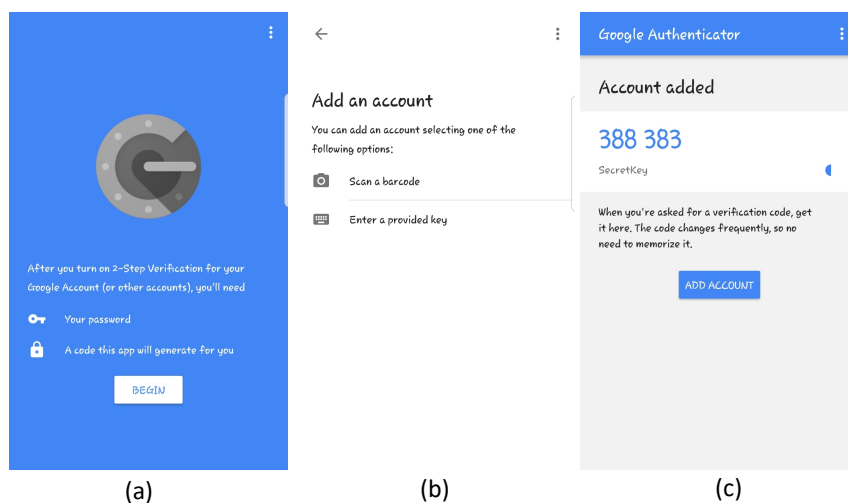 After you turn on 2-Step Verification for your
Google Account (or other accounts), you'll need
Your password
A code this app will generate for you
BEGIN
(a)
Add an account
You can add an account selecting one of the
following options:
Scan a barcode
Enter a provided key
(b)
Google Authenticator
Account added
388 383
SecretKey
When you're asked for a verification code, get
it here. The code changes frequently, so no
need to memorize it.
ADD ACCOUNT
(c)